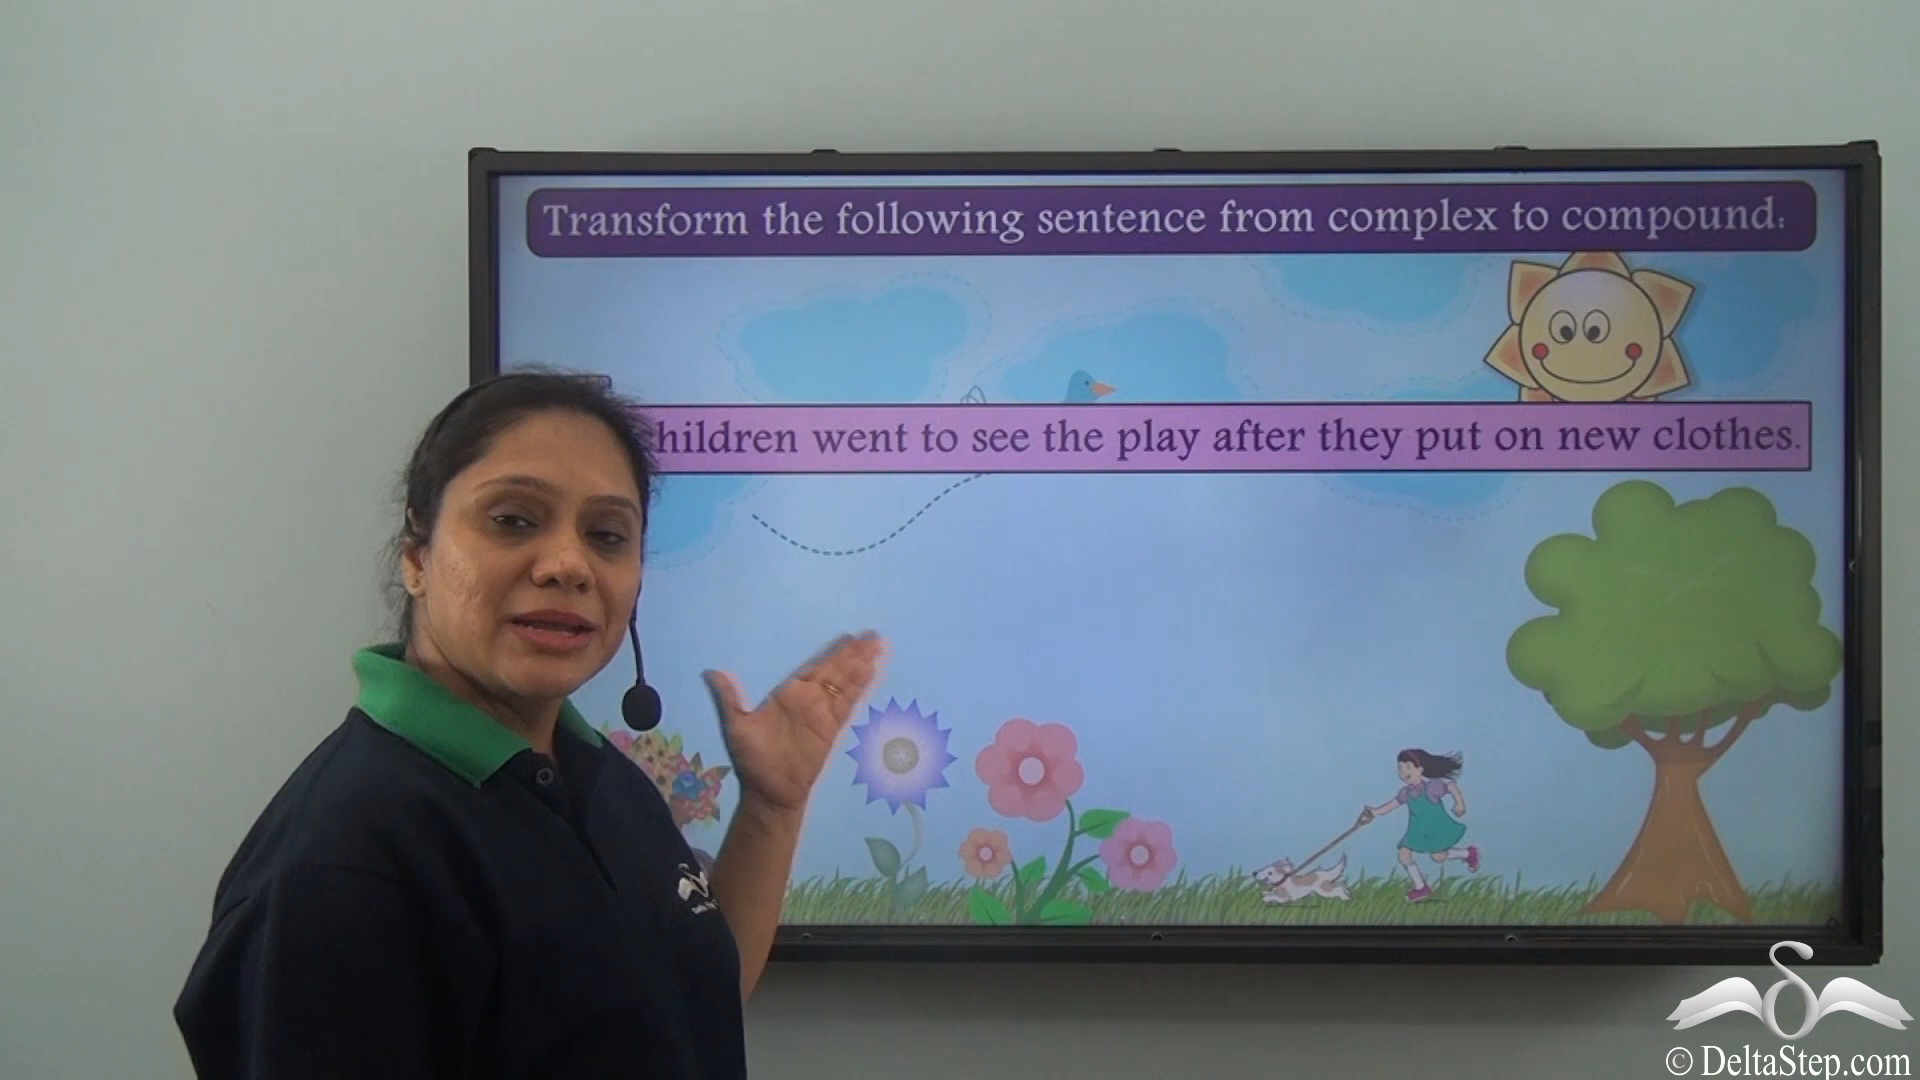 Transform the following sentence from complex to compound:
hildren went to see the play after they put on new clothes.
© DeltaStep.com